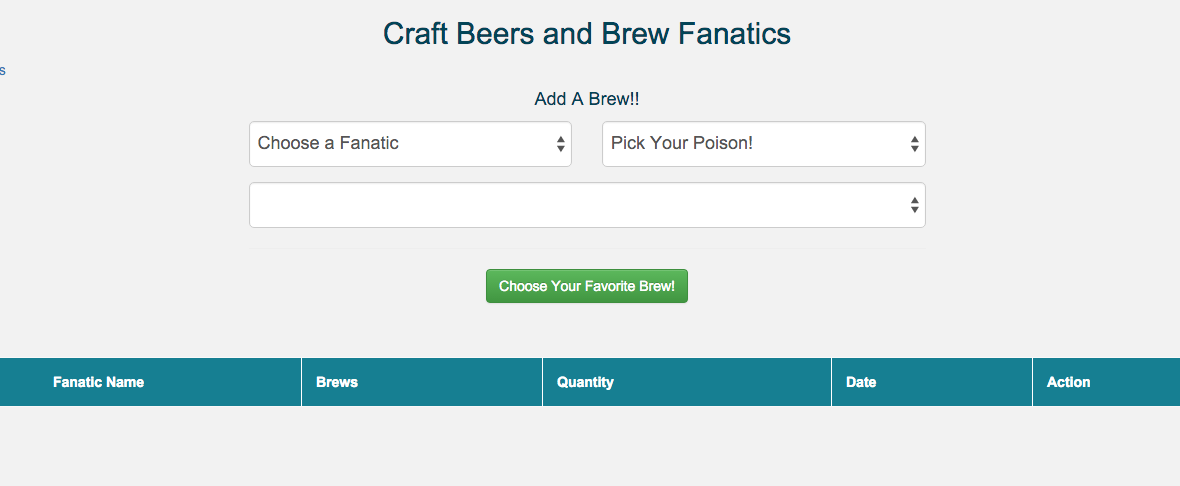 Craft Beers and Brew Fanatics
s
Add A Brew!!
Choose a Fanatic Pick Your Poison!
Choose Your Favorite Brew!
Fanatic Name Brews Quantity Date Action